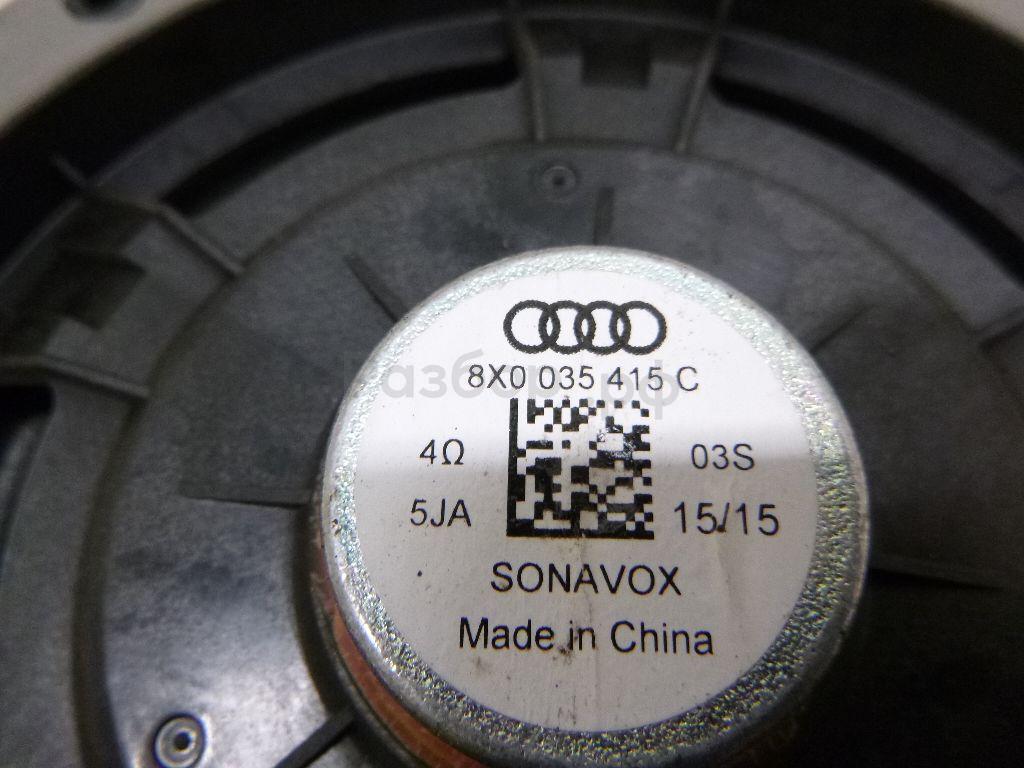 8X0 035 415 C
4Ω 03S
5JA 15/15
SONAVOX
Made in China